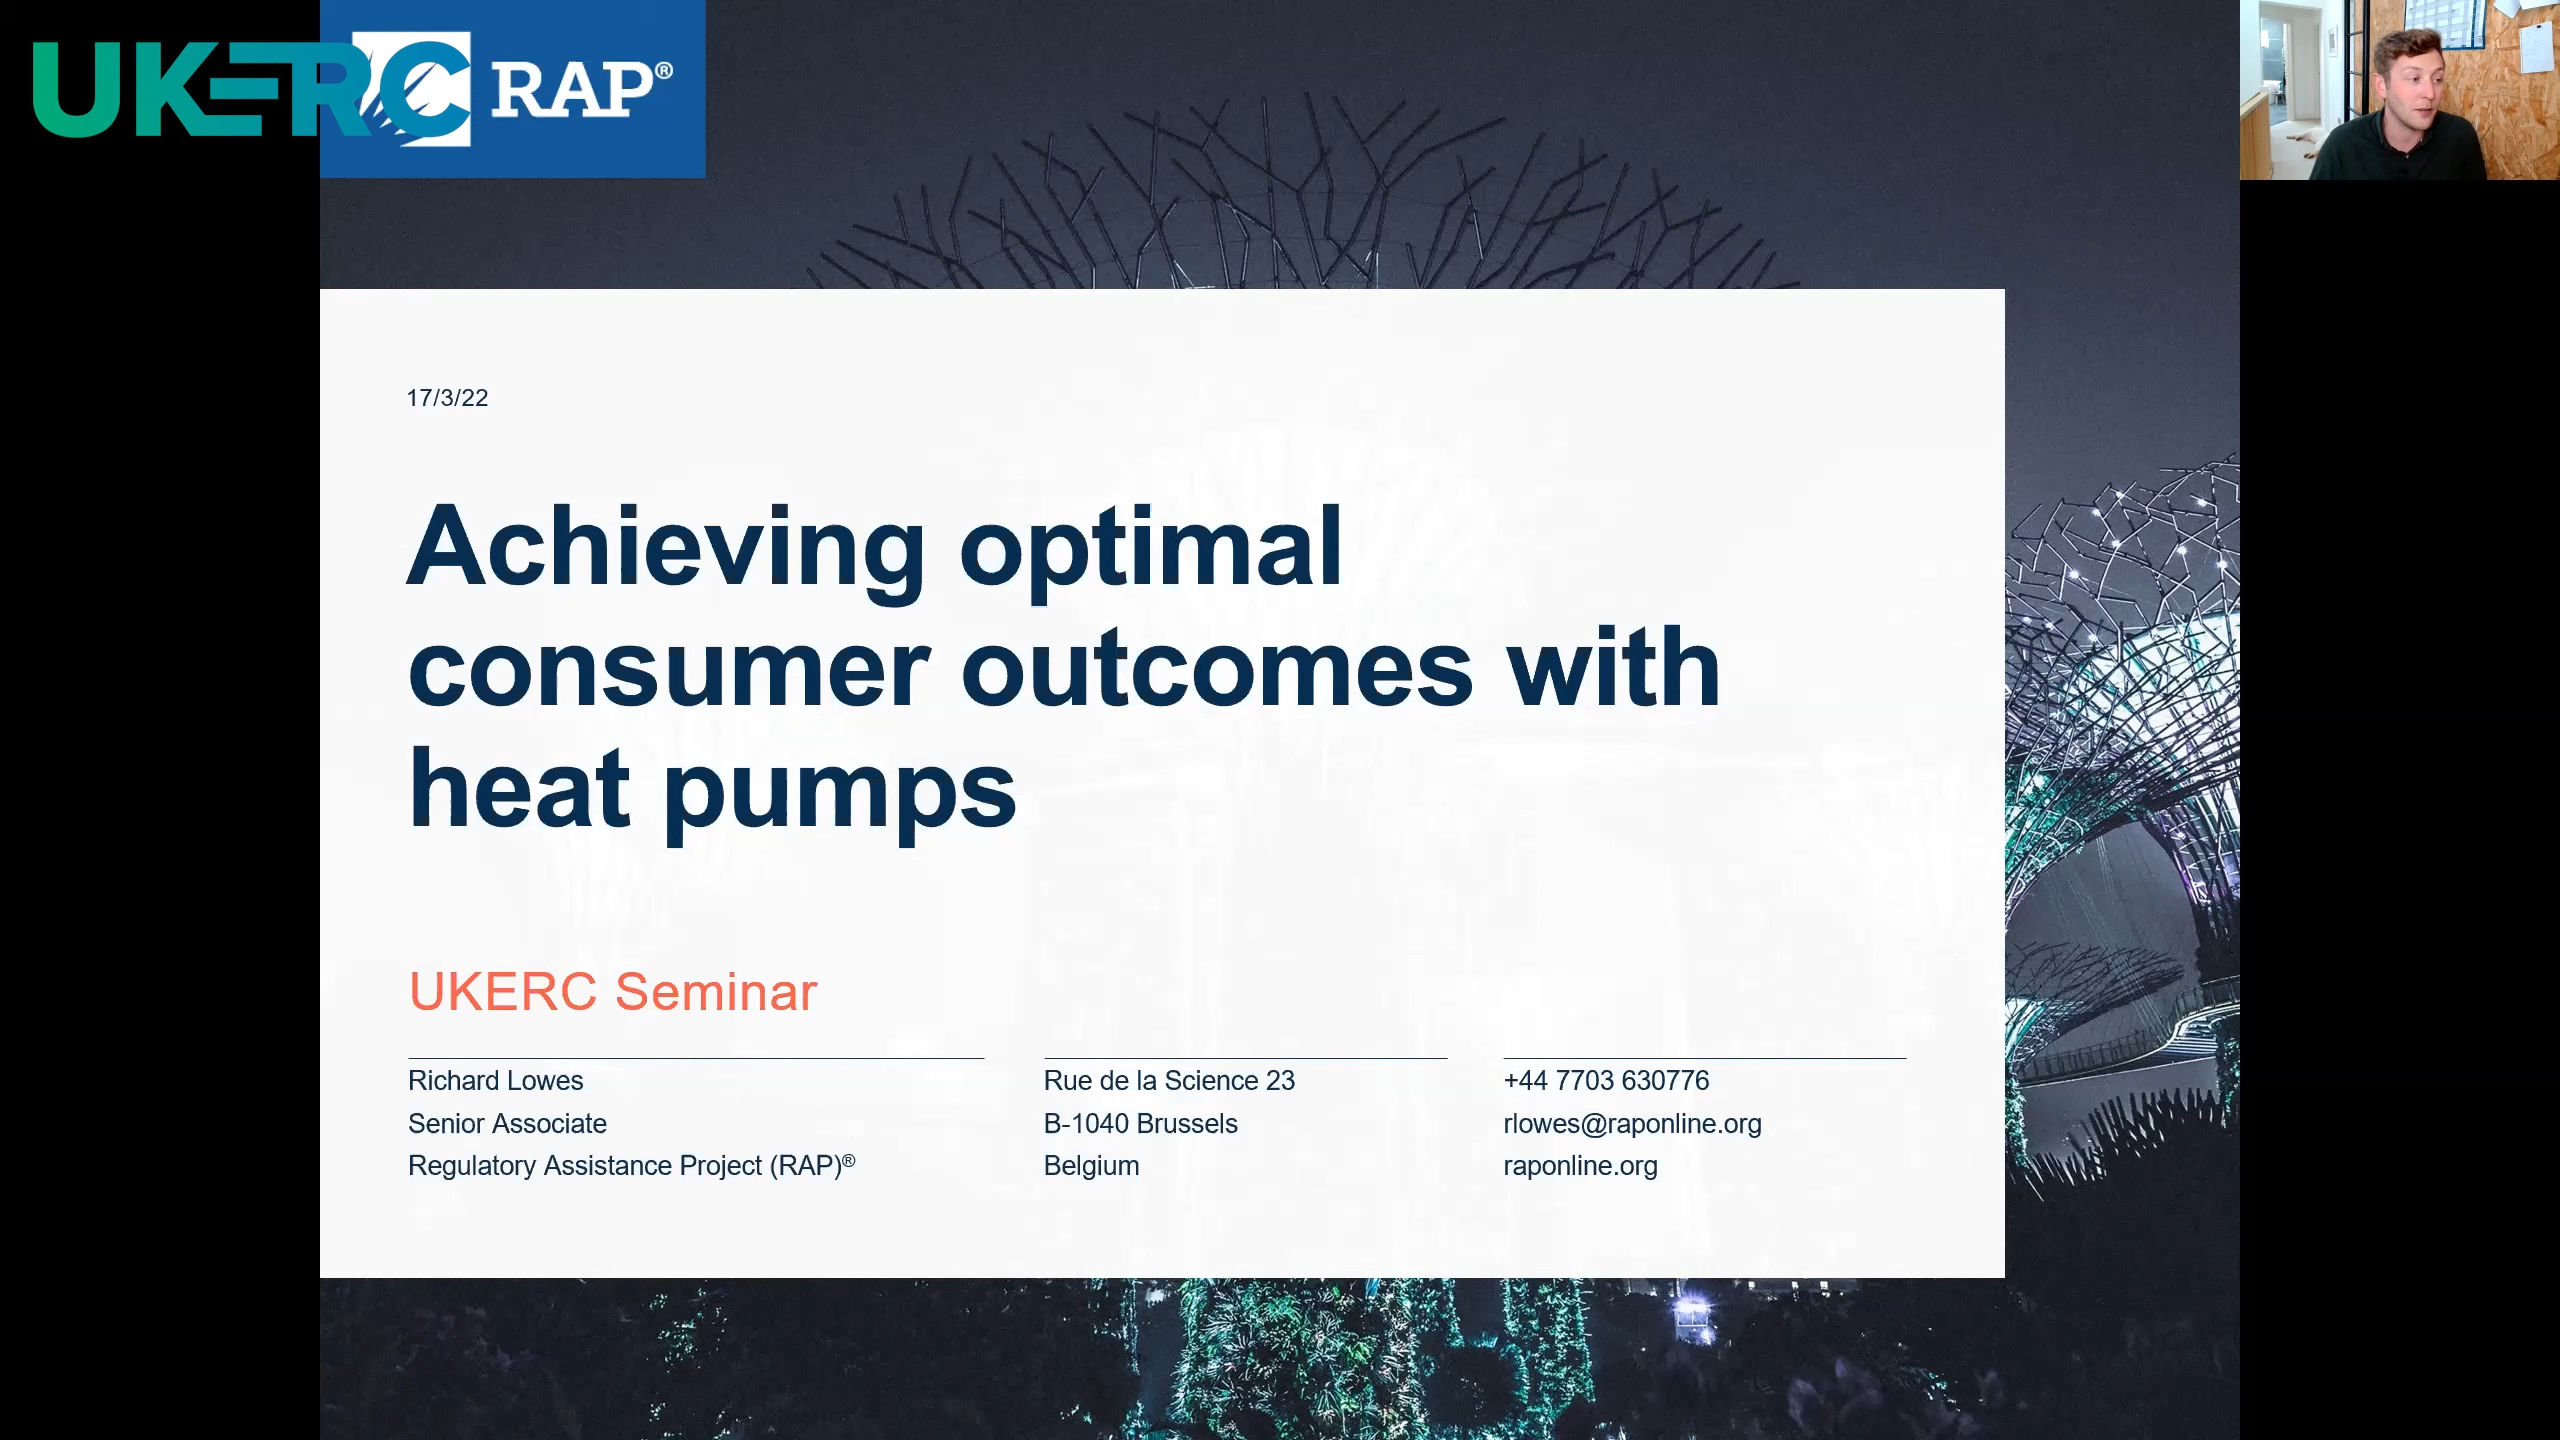 UKERC
RAP®
17/3/22
Achieving optimal
consumer outcomes with
heat pumps
UKERC Seminar
Richard Lowes
Senior Associate
Regulatory Assistance Project (RAP)®
Rue de la Science 23
B-1040 Brussels
Belgium
+44 7703 630776
rlowes@raponline.org
raponline.org